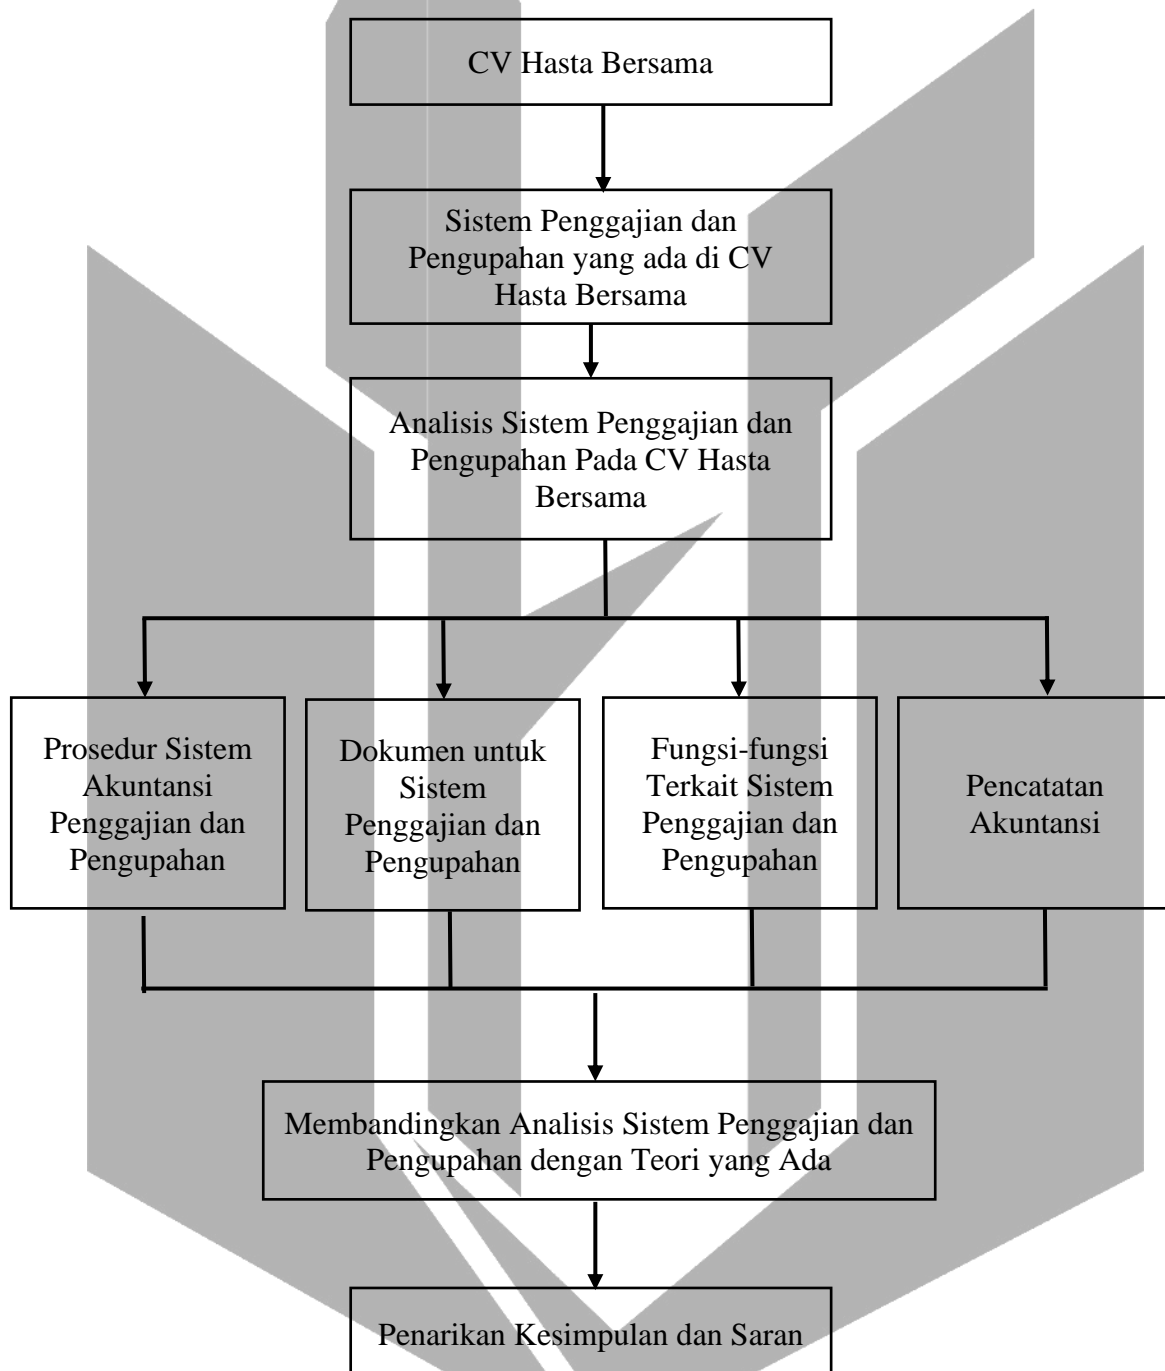 CV Hasta Bersama
Sistem Penggajian dan
Pengupahan yang ada di CV
Hasta Bersama
Analisis Sistem Penggajian dan
Pengupahan Pada CV Hasta
Bersama
Prosedur Sistem
Akuntansi
Penggajian dan
Pengupahan
Dokumen untuk
Sistem
Penggajian dan
Pengupahan
Fungsi-fungsi
Terkait Sistem
Penggajian dan
Pengupahan
Pencatatan
Akuntansi
Membandingkan Analisis Sistem Penggajian dan
Pengupahan dengan Teori yang Ada
Penarikan Kesimpulan dan Saran